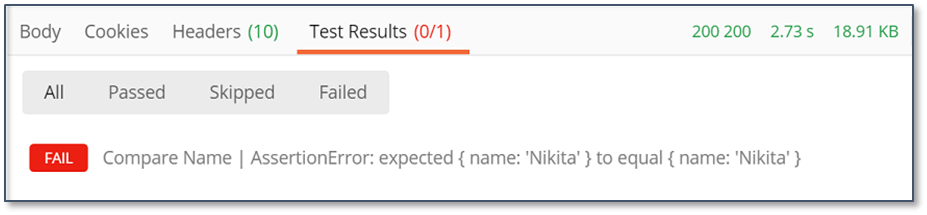 Body Cookies Headers (10) Test Results (0/1) 200 200 2.73 s 18.91 KB
All Passed Skipped Failed
FAIL Compare Name | AssertionError: expected { name: 'Nikita' } to equal { name: 'Nikita' }